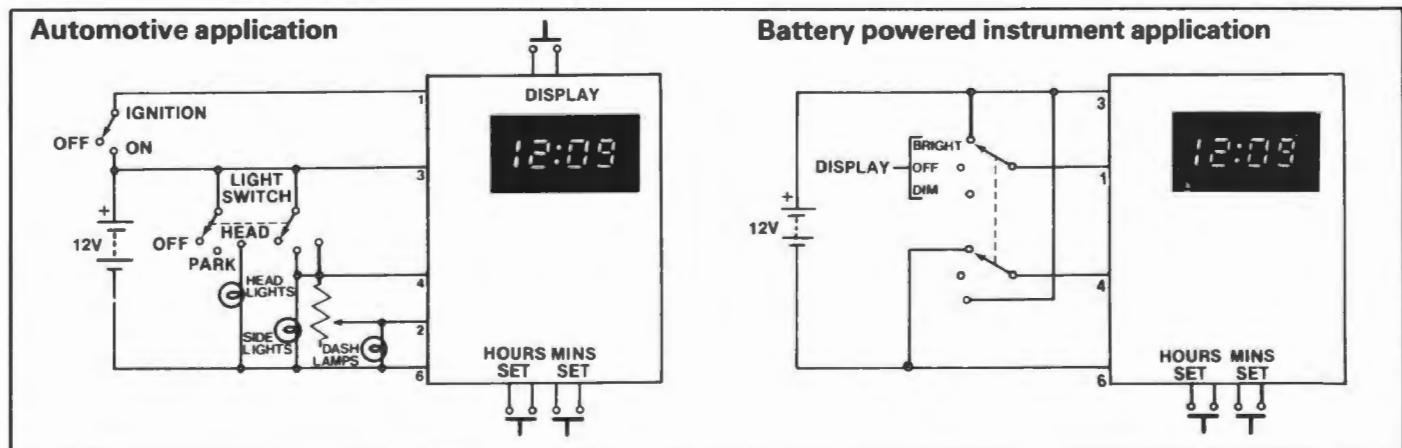 Automotive application
DISPLAY
12:09
1
IGNITION
OFF
ON
3
LIGHT
SWITCH
+
12V
OFF
HEAD
PARK
HEAD
LIGHTS
4
SIDE
LIGHTS
DASH
LAMPS
2
6
HOURS MINS
SET SET
Battery powered instrument application
3
12:09
DISPLAY
BRIGHT
OFF
DIM
1
+
12V
4
6
HOURS MINS
SET SET